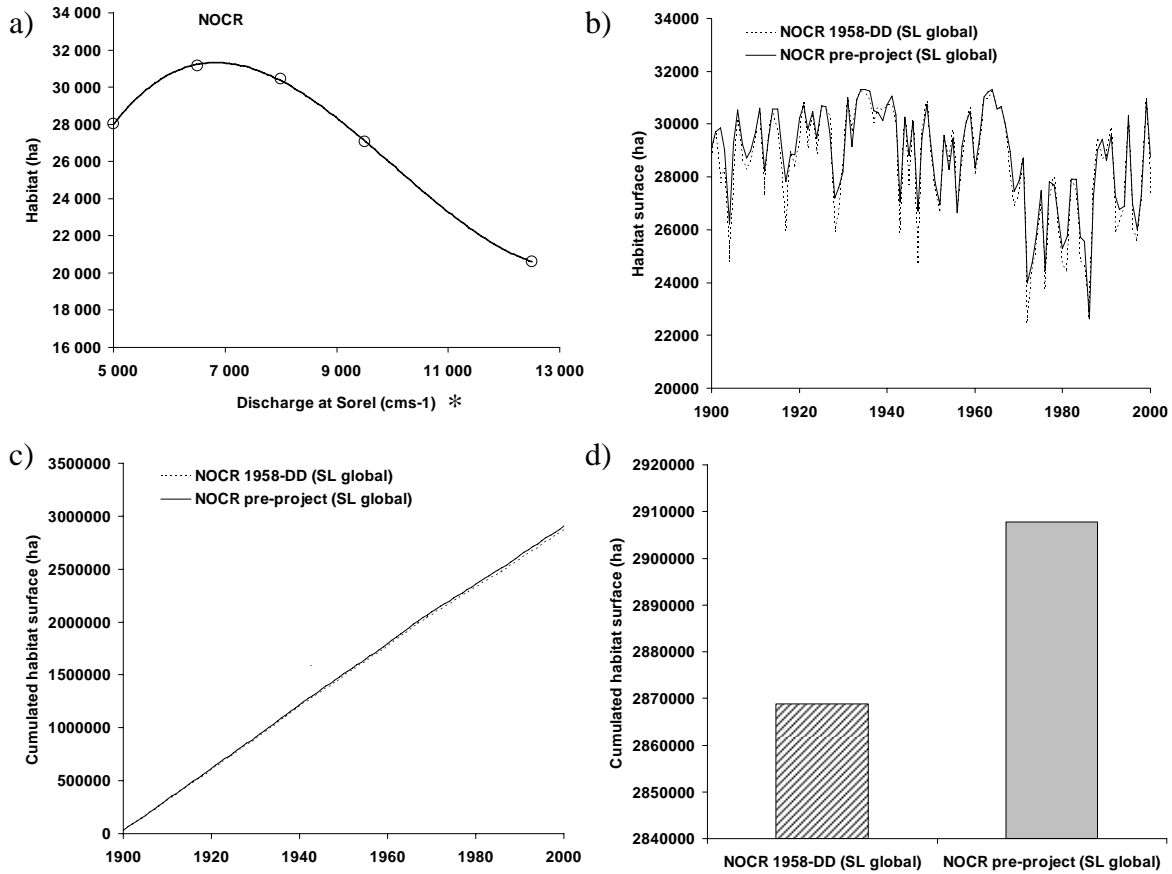 a)
NOCR
34 000
32 000
30 000
28 000
26 000
24 000
22 000
20 000
18 000
16 000
Habitat (ha)
5 000 7 000 9 000 11 000 13 000
Discharge at Sorel (cms-1) *
b)
NOCR 1958-DD (SL global)
NOCR pre-project (SL global)
34000
32000
30000
28000
26000
24000
22000
20000
Habitat surface (ha)
1900 1920 1940 1960 1980 2000
c)
NOCR 1958-DD (SL global)
NOCR pre-project (SL global)
3500000
3000000
2500000
2000000
1500000
1000000
500000
0
Cumulated habitat surface (ha)
1900 1920 1940 1960 1980 2000
d)
2920000
2910000
2900000
2890000
2880000
2870000
2860000
2850000
2840000
Cumulated habitat surface (ha)
NOCR 1958-DD (SL global) NOCR pre-project (SL global)